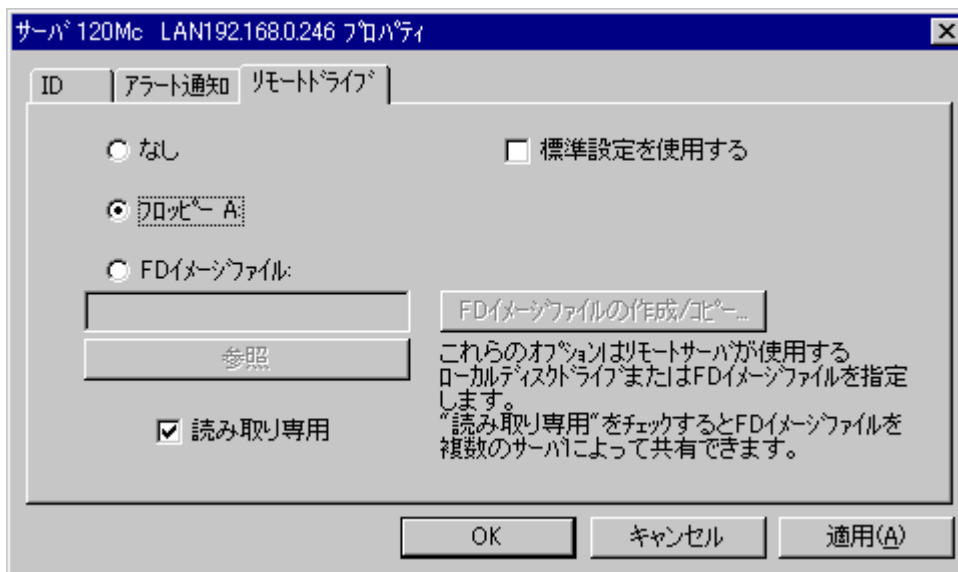 サーバ 120Mc LAN192.168.0.246 プロパティ
ID アラート通知 リモートドライブ
なし
標準設定を使用する
フロッピー A:
FDイメージファイル:
FDイメージファイルの作成/コピー...
参照
これらのオプションはリモートサーバが使用する
ローカルディスクドライブまたはFDイメージファイルを指定
します。
“読み取り専用“をチェックするとFDイメージファイルを
複数のサーバによって共有できます。
読み取り専用
OK キャンセル 適用(A)